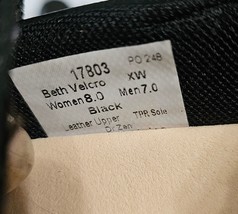 17803 PO 248
Beth Velcro XW
Women 8.0 Men 7.0
Black
Leather Upper TPR Sole
Dr Zen